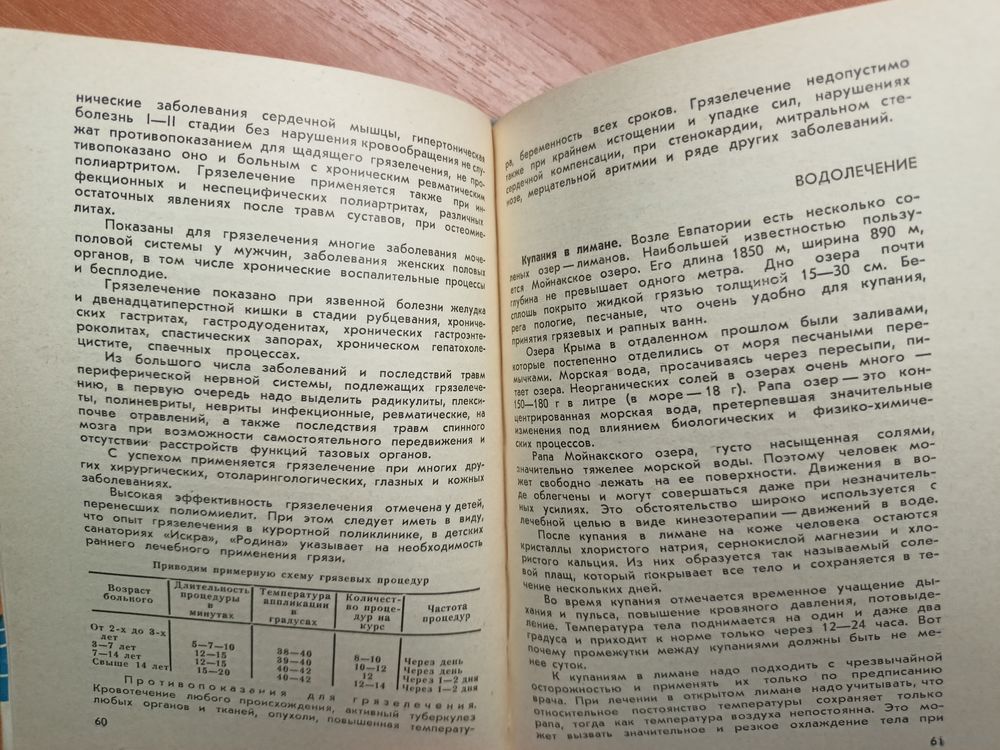 нические заболевания сердечной мышцы, гипертоническая
болезнь I—II стадии без нарушения кровообращения не слу-
жат противопоказанием для щадящего грязелечения, не про-
тивопоказано оно и больным с хроническим ревматическим
полиартритом. Грязелечение применяется также при ин-
фекционных и неспецифических полиартритах, различных
остаточных явлениях после травм суставов, при остеомие-
литах.
Показаны для грязелечения многие заболевания моче-
половой системы у мужчин, заболевания женских половых
органов, в том числе хронические воспалительные процессы
и бесплодие.
Грязелечение показано при язвенной болезни желудка
и двенадцатиперстной кишки в стадии рубцевания, хрониче-
ских гастритах, гастродуоденитах, хронических гастроэнте-
роколитах, спастических запорах, хроническом гепатохоле-
цистите, спаечных процессах.
Из большого числа заболеваний и последствий травм
периферической нервной системы, подлежащих грязелече-
нию, в первую очередь надо выделить радикулиты, плекси-
ты, полиневриты, невриты инфекционные, ревматические, на
почве отравлений, а также последствия травм спинного
мозга при возможности самостоятельного передвижения и
отсутствии расстройств функций тазовых органов.
С успехом применяется грязелечение при многих дру-
гих хирургических, отоларингологических, глазных и кожных
заболеваниях.
Высокая эффективность грязелечения отмечена у детей,
перенесших полиомиелит. При этом следует иметь в виду,
что опыт грязелечения в курортной поликлинике, в детских
санаториях «Искра», «Родина» указывает на необходимость
раннего лечебного применения грязи.
Приводим примерную схему грязевых процедур
Возраст больного Длительность процедуры в минутах Температура аппликации в градусах Количест-во проце-дур на курс Частота процедур
От 2-х до 3-х
лет 5—7—10 38—40 8—10 Через день
3—7 лет 12—15 39—40 10—12 Через день
7—14 лет 12—15 40—42 12 Через 1—2 дня
Свыше 14 лет 15—20 40—42 12—14 Через 1—2 дня
Противопоказания для грязелечения.
Кровотечение любого происхождения, активный туберкулез
любых органов и тканей, опухоли, повышенная температу-
60
ра, беременность всех сроков. Грязелечение недопустимо
также при крайнем истощении и упадке сил, нарушениях
сердечной компенсации, при стенокардии, митральном сте-
нозе, мерцательной аритмии и ряде других заболеваний.
ВОДОЛЕЧЕНИЕ
Купания в лимане. Возле Евпатории есть несколько со-
леных озер — лиманов. Наибольшей известностью пользу-
ется Мойнакское озеро. Его длина 1850 м, ширина 890 м,
глубина не превышает одного метра. Дно озера почти
сплошь покрыто жидкой грязью толщиной 15—30 см. Бе-
рега пологие, песчаные, что очень удобно для купания,
принятия грязевых и рапных ванн.
Озера Крыма в отдаленном прошлом были заливами,
которые постепенно отделились от моря песчаными пере-
мычками. Морская вода, просачиваясь через пересыпи, пи-
тает озера. Неорганических солей в озерах очень много —
150—180 г в литре (в море — 18 г). Рапа озер — это кон-
центрированная морская вода, претерпевшая значительные
изменения под влиянием биологических и физико-химиче-
ских процессов.
Рапа Мойнакского озера, густо насыщенная солями,
значительно тяжелее морской воды. Поэтому человек мо-
жет свободно лежать на ее поверхности. Движения в во-
де облегчены и могут совершаться даже при незначитель-
ных усилиях. Это обстоятельство широко используется с
лечебной целью в виде кинезотерапии — движений в воде.
После купания в лимане на коже человека остаются
кристаллы хлористого натрия, сернокислой магнезии и хло-
ристого кальция. Из них образуется так называемый соле-
вой плащ, который покрывает все тело и сохраняется в те-
чение нескольких дней.
Во время купания отмечается временное учащение ды-
хания и пульса, повышение кровяного давления, потовыде-
ление. Температура тела поднимается на один и даже два
градуса и приходит к норме только через 12—24 часа. Вот
почему промежутки между купаниями должны быть не ме-
нее суток.
К купаниям в лимане надо подходить с чрезвычайной
осторожностью и применять их только по предписанию
врача. При лечении в открытом лимане надо учитывать, что
относительное постоянство температуры сохраняет только
рапа, тогда как температура воздуха непостоянна. Это мо-
жет вызвать значительное и резкое охлаждение тела при
61